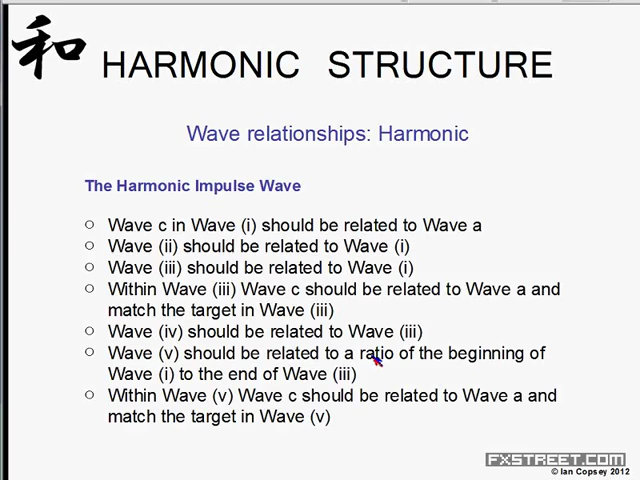 和 HARMONIC STRUCTURE
Wave relationships: Harmonic
The Harmonic Impulse Wave
Wave c in Wave (i) should be related to Wave a
Wave (ii) should be related to Wave (i)
Wave (iii) should be related to Wave (i)
Within Wave (iii) Wave c should be related to Wave a and
match the target in Wave (iii)
Wave (iv) should be related to Wave (iii)
Wave (v) should be related to a ratio of the beginning of
Wave (i) to the end of Wave (iii)
Within Wave (v) Wave c should be related to Wave a and
match the target in Wave (v)
FXSTREET.COM
© Ian Copsey 2012